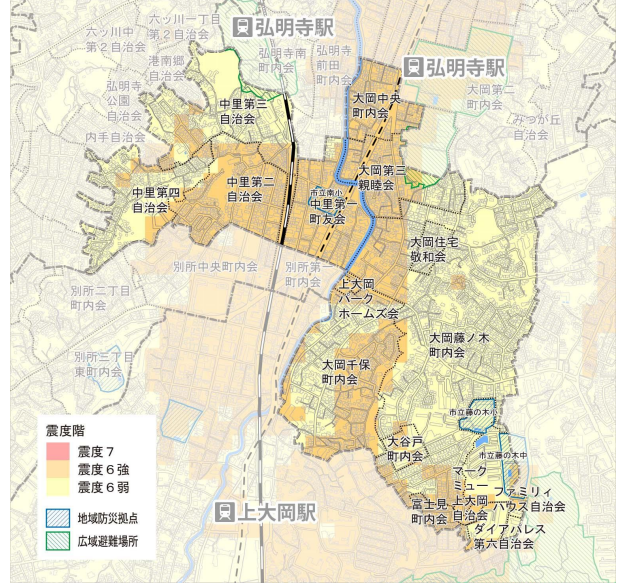 六ッ川一丁目
第2自治会
弘明寺駅
六ッ川中
第2自治会
港南郷
自治会
弘明寺南
町内会
弘明寺
前田
町内会
弘明寺駅
弘明寺
公園
自治会
中里第三
自治会
大岡中央
町内会
大岡第二
町内会
みつが丘
自治会
内手自治会
大岡第三
親睦会
中里第四
自治会
中里第二
自治会
市立南小
中里第一
町友会
大岡住宅
敬和会
別所中央町内会
別所第一
町内会
上大岡
パーク
ホームズ会
別所二丁目
町内会
大岡藤ノ木
町内会
別所三丁目
東町内会
大岡千保
町内会
市立藤の木小
大谷戸
町内会
市立藤の木中
マーク
ミュー
上大岡
自治会
ファミリィ
ハウス自治会
富士見
町内会
ダイアパレス
第六自治会
上大岡駅
震度階
震度7
震度6強
震度6弱
地域防災拠点
広域避難場所